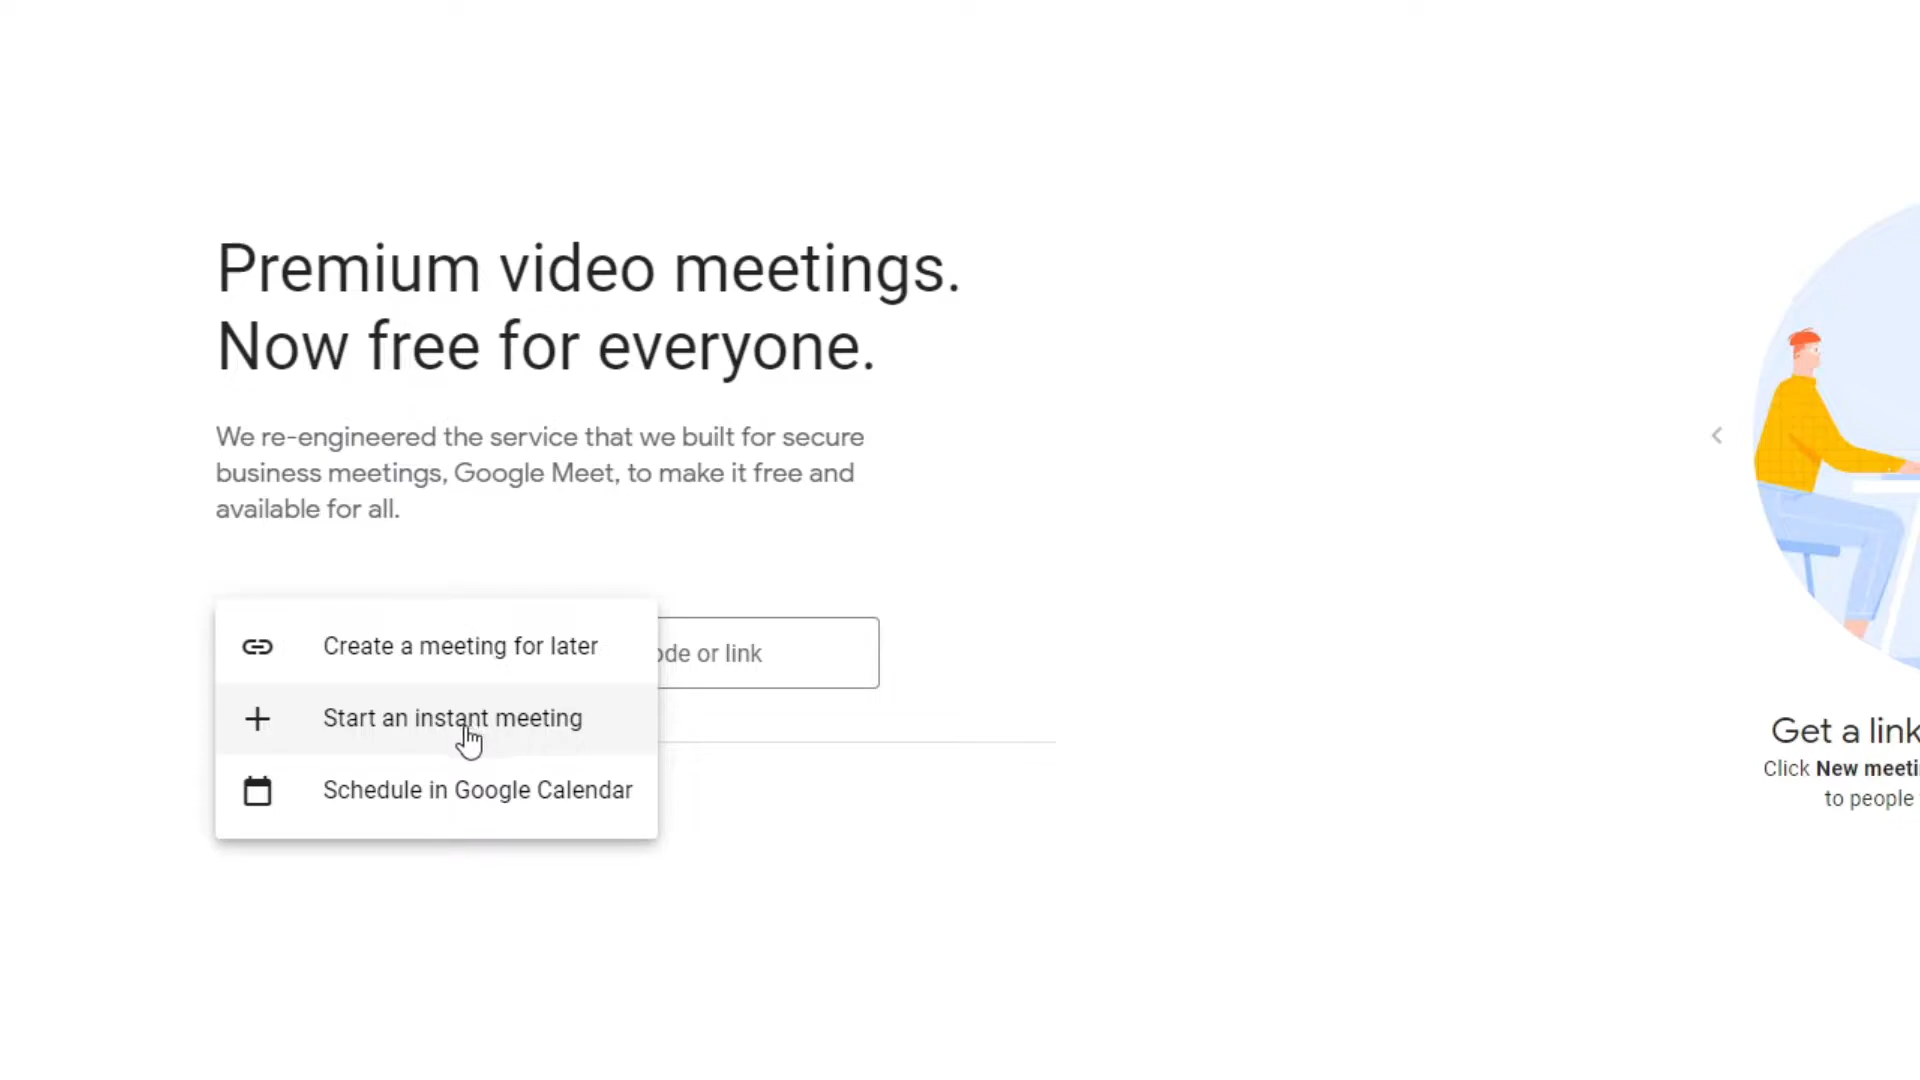 Premium video meetings.
Now free for everyone.
We re-engineered the service that we built for secure
business meetings, Google Meet, to make it free and
available for all.
Create a meeting for later
or link
Start an instant meeting
Schedule in Google Calendar
Get a link
Click New
to people